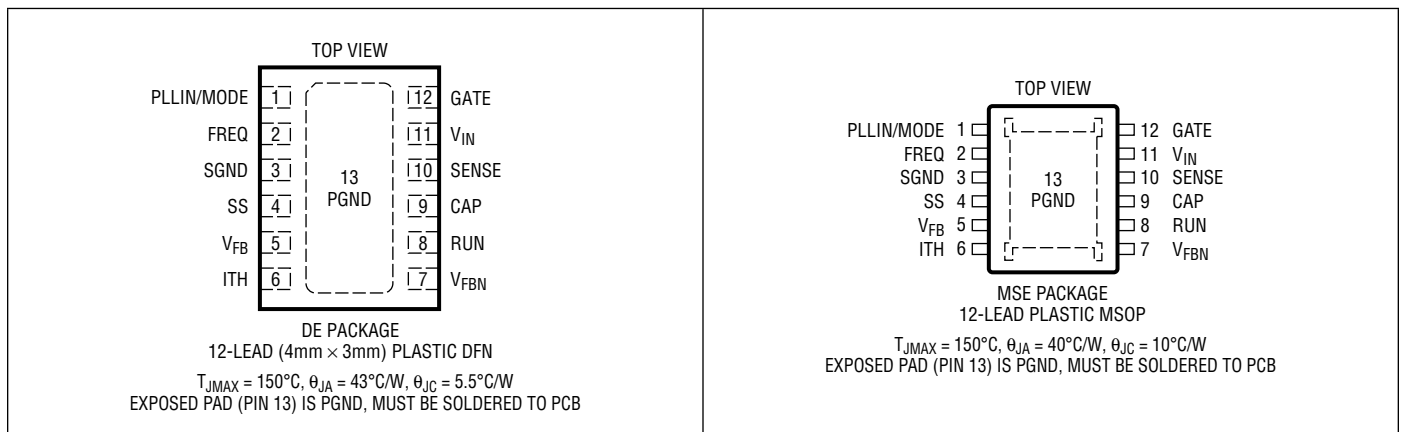 TOP VIEW
PLLIN/MODE 1
FREQ 2
SGND 3
SS 4
VFB 5
ITH 6
13
PGND
12 GATE
11 VIN
10 SENSE
9 CAP
8 RUN
7 VFBN
DE PACKAGE
12-LEAD (4mm × 3mm) PLASTIC DFN
TJMAX = 150°C, θJA = 43°C/W, θJC = 5.5°C/W
EXPOSED PAD (PIN 13) IS PGND, MUST BE SOLDERED TO PCB
TOP VIEW
PLLIN/MODE 1
FREQ 2
SGND 3
SS 4
VFB 5
ITH 6
13
PGND
12 GATE
11 VIN
10 SENSE
9 CAP
8 RUN
7 VFBN
MSE PACKAGE
12-LEAD PLASTIC MSOP
TJMAX = 150°C, θJA = 40°C/W, θJC = 10°C/W
EXPOSED PAD (PIN 13) IS PGND, MUST BE SOLDERED TO PCB